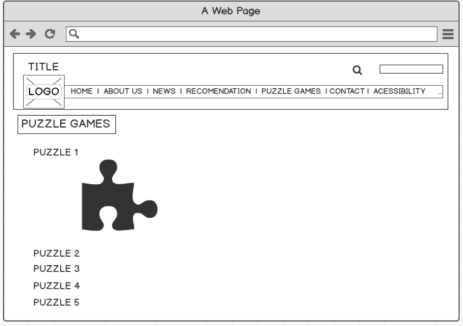 A Web Page
TITLE
LOGO
HOME | ABOUT US | NEWS | RECOMENDATION | PUZZLE GAMES | CONTACT | ACESSIBILITY ...
PUZZLE GAMES
PUZZLE 1
PUZZLE 2
PUZZLE 3
PUZZLE 4
PUZZLE 5